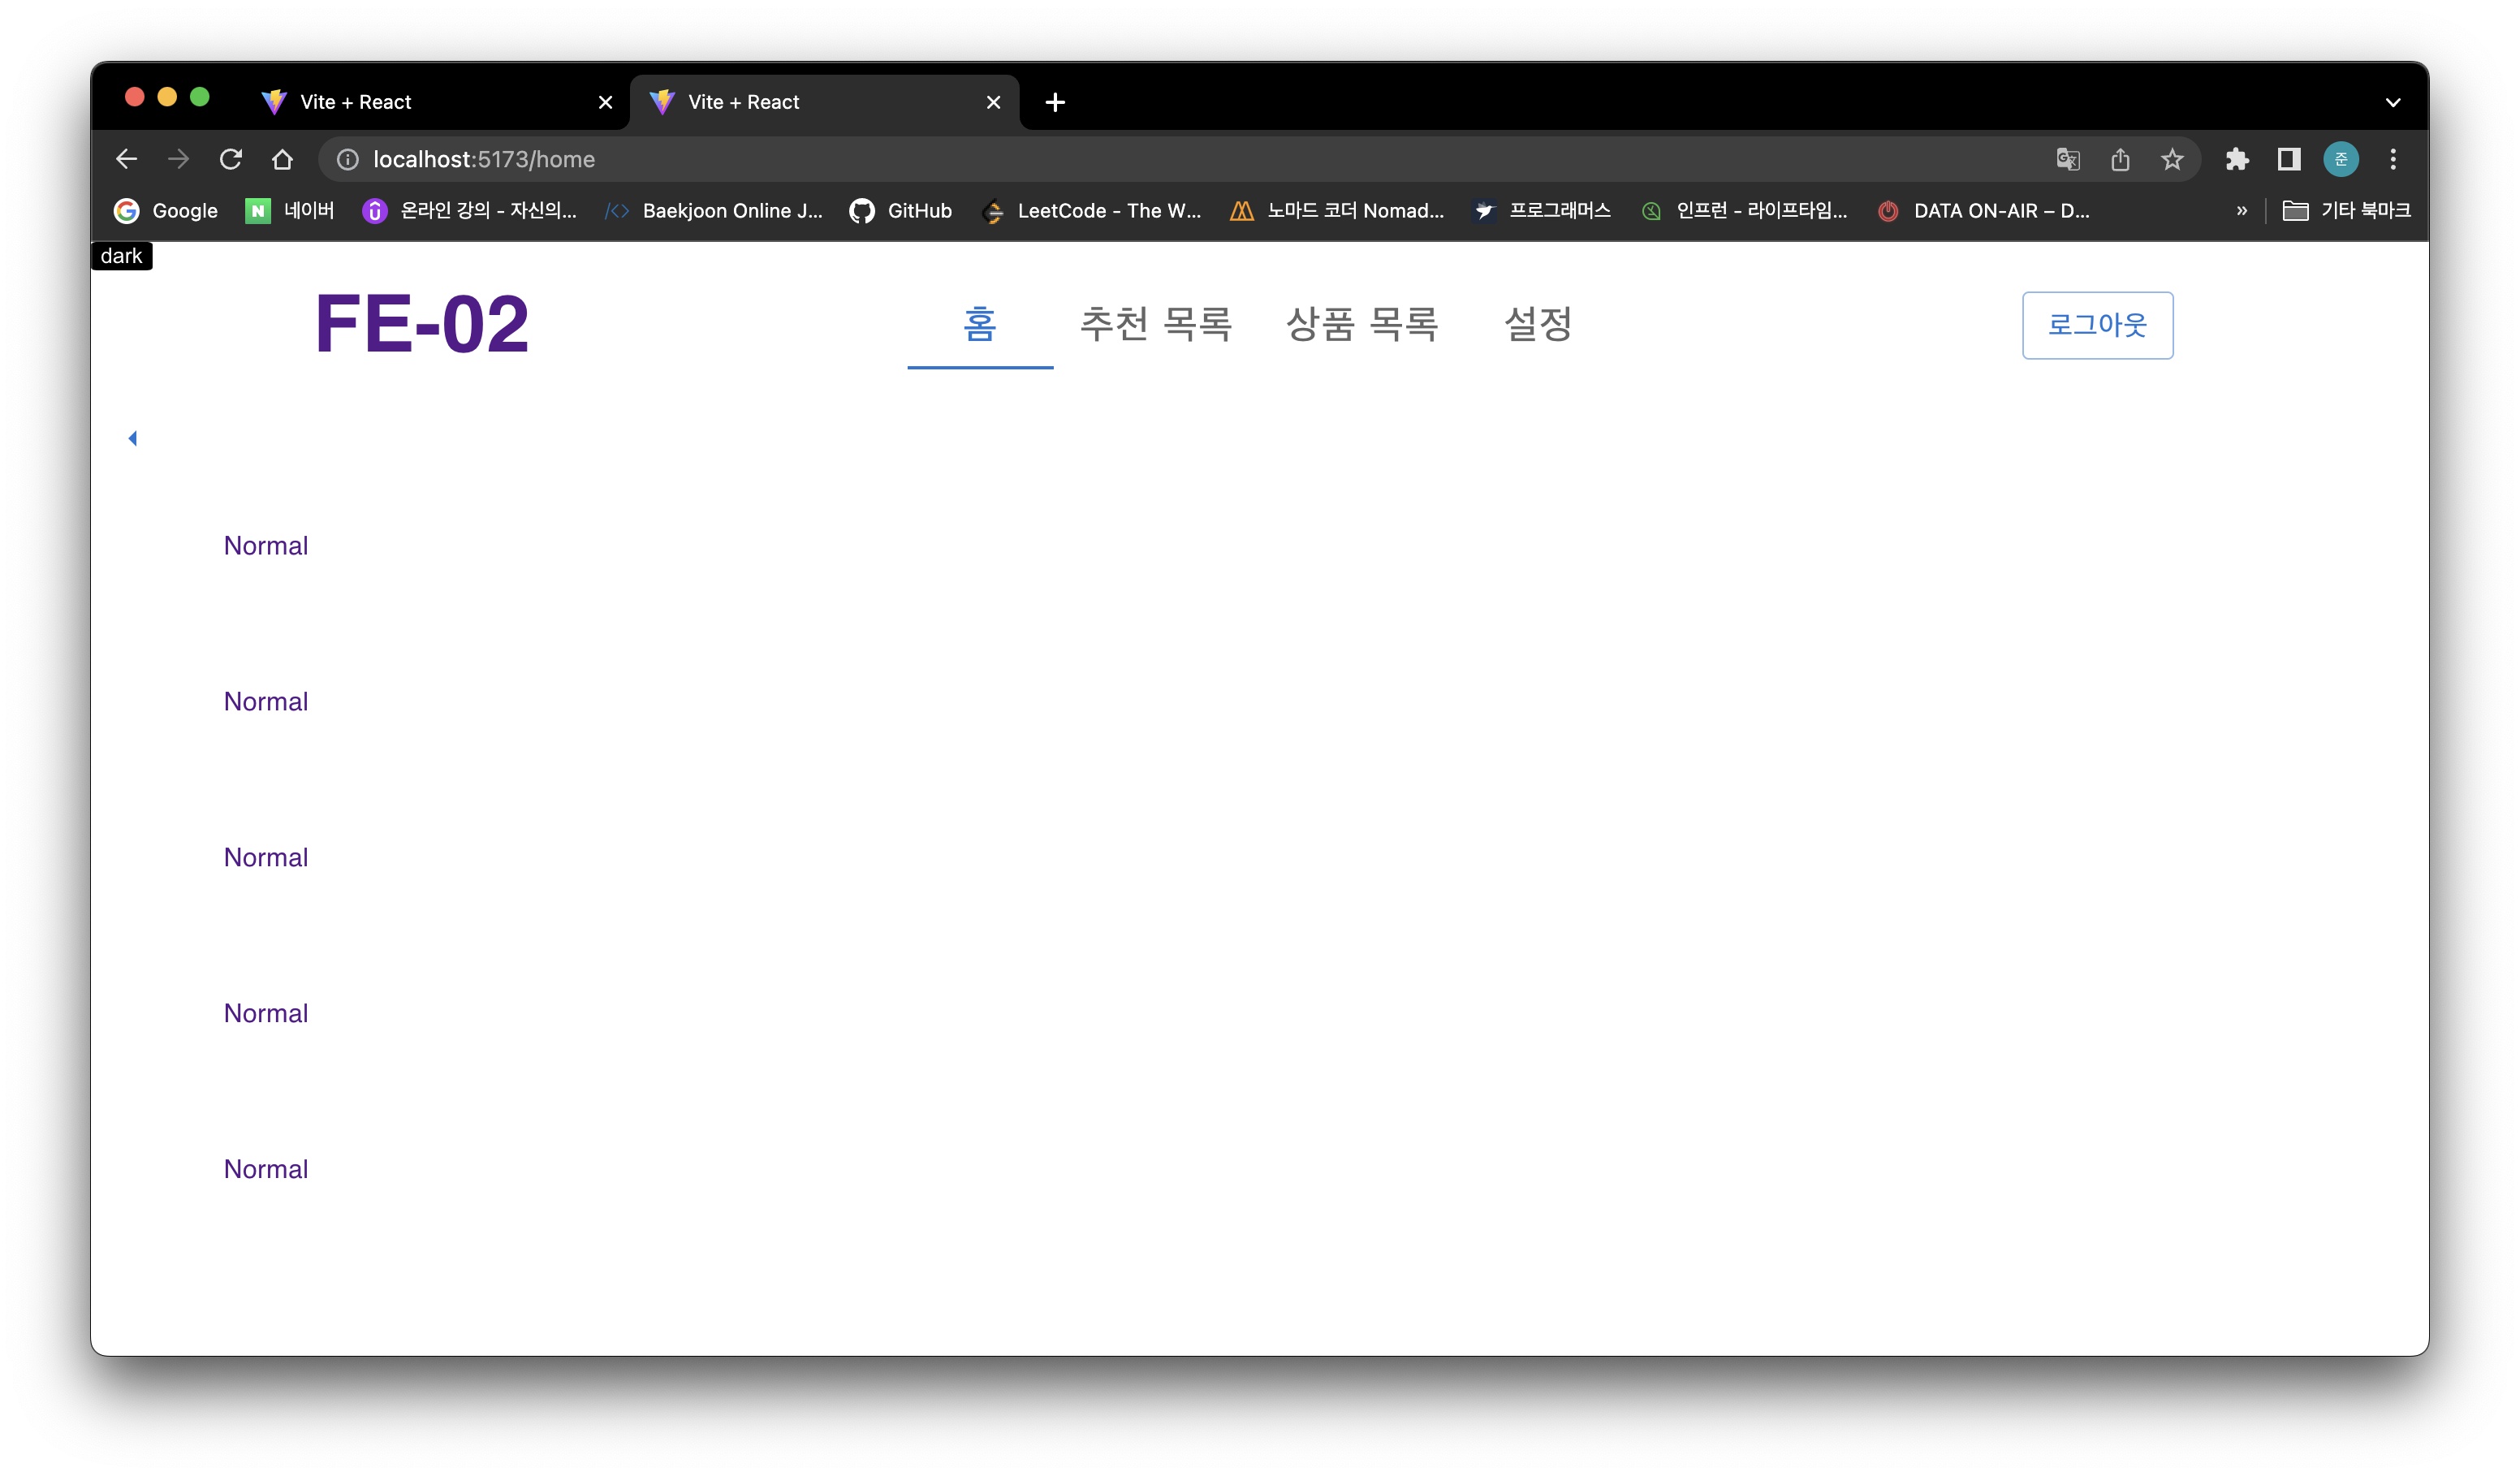 Vite + React
Vite + React
localhost:5173/home
준
Google
네이버
온라인 강의 - 자신의...
Baekjoon Online J...
GitHub
LeetCode - The W...
노마드 코더 Nomad...
프로그래머스
인프런 - 라이프타임...
DATA ON-AIR – D...
»
기타 북마크
dark
FE-02
홈
추천 목록
상품 목록
설정
로그아웃
Normal
Normal
Normal
Normal
Normal